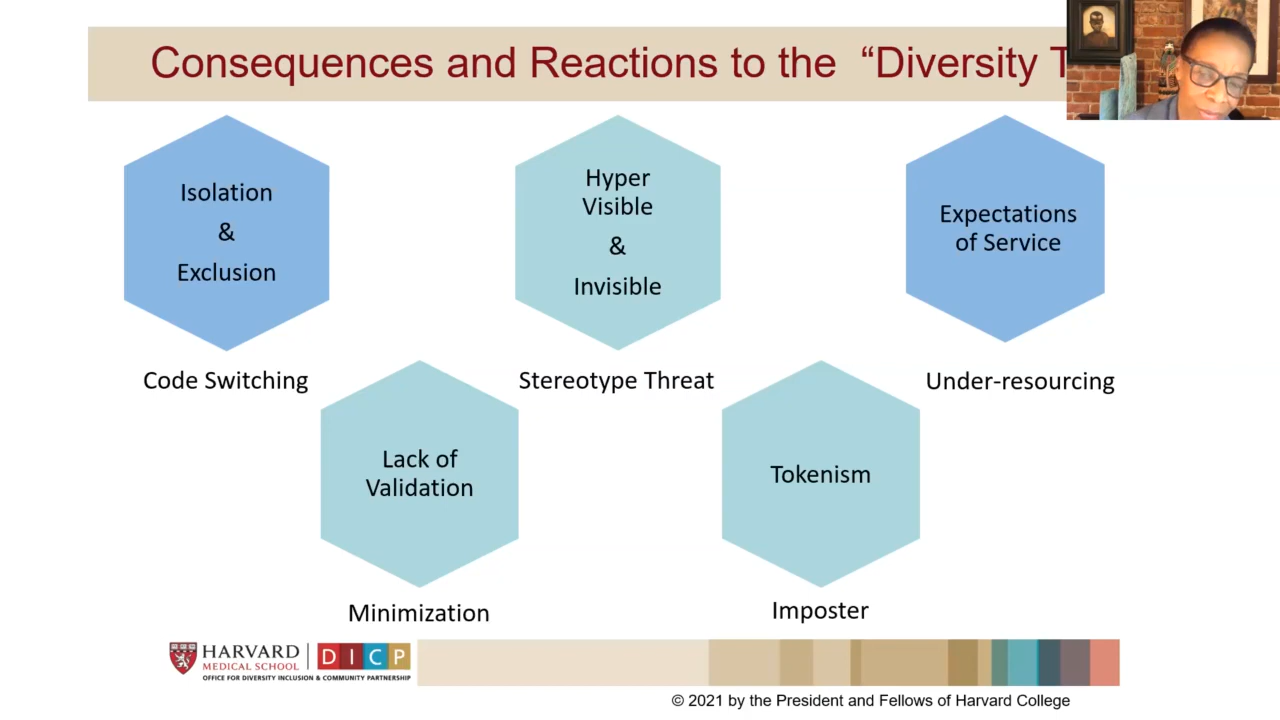 Consequences and Reactions to the “Diversity
Isolation
&
Exclusion
Hyper
Visible
&
Invisible
Expectations
of Service
Code Switching
Stereotype Threat
Under-resourcing
Lack of
Validation
Tokenism
Minimization
Imposter
HARVARD
MEDICAL SCHOOL
DICP
OFFICE FOR DIVERSITY INCLUSION & COMMUNITY PARTNERSHIP
© 2021 by the President and Fellows of Harvard College